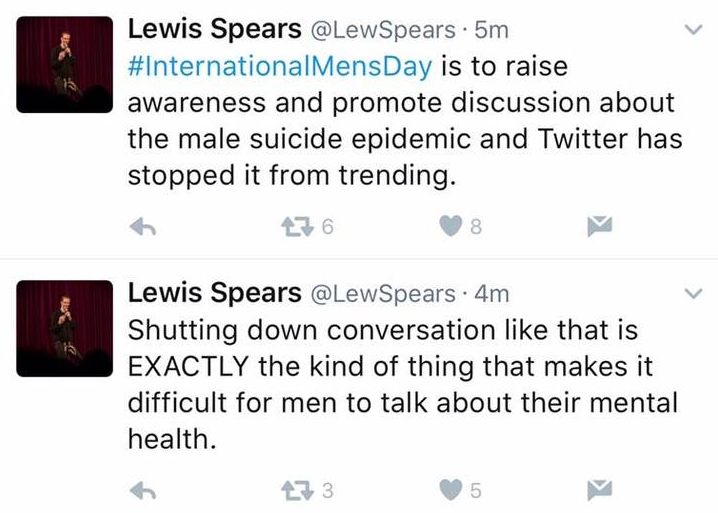 Lewis Spears @LewSpears · 5m
#InternationalMensDay is to raise
awareness and promote discussion about
the male suicide epidemic and Twitter has
stopped it from trending.
6 8
Lewis Spears @LewSpears · 4m
Shutting down conversation like that is
EXACTLY the kind of thing that makes it
difficult for men to talk about their mental
health.
3 5